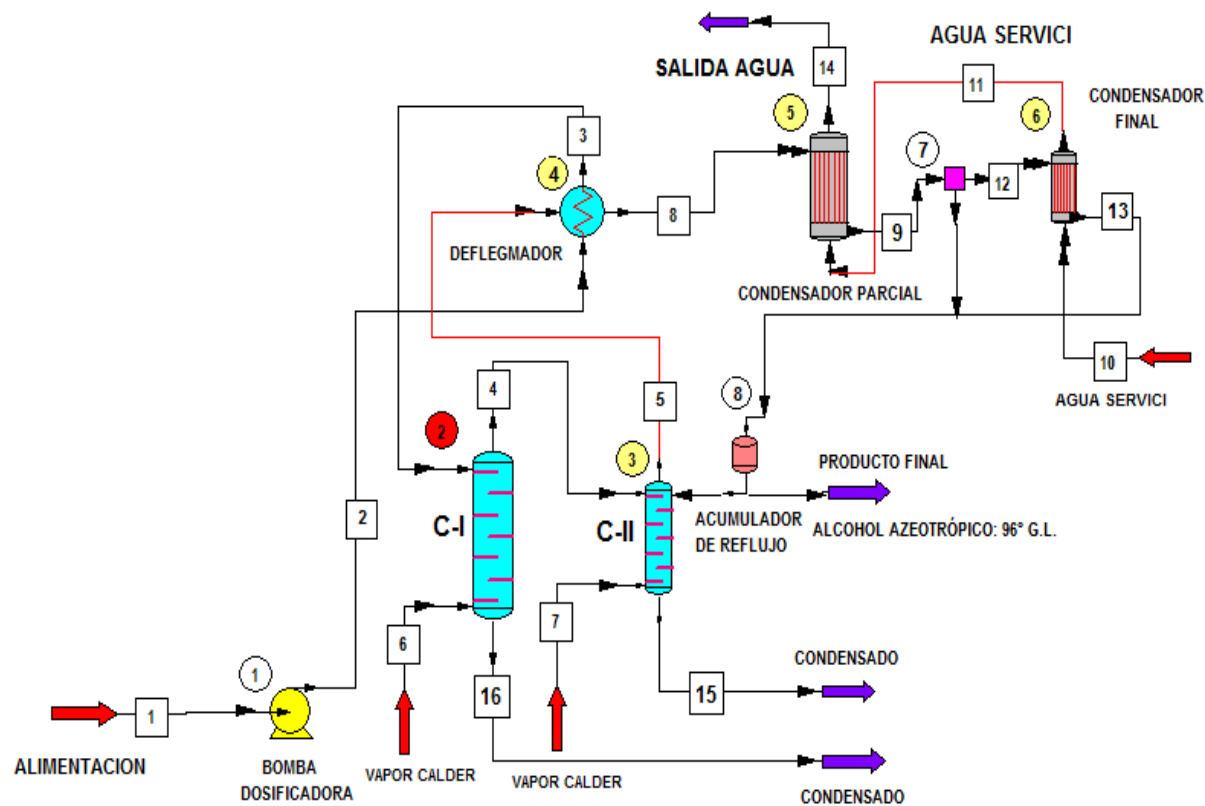 AGUA SERVICI
SALIDA AGUA
14
11
CONDENSADOR
FINAL
5
6
3
7
4
12
8
9
13
DEFLEGMADOR
CONDENSADOR PARCIAL
10
AGUA SERVICI
4
5
8
2
3
PRODUCTO FINAL
2
C-I
C-II
ACUMULADOR
DE REFLUJO
ALCOHOL AZEOTRÓPICO: 96° G.L.
6
7
CONDENSADO
1
16
15
1
ALIMENTACION
BOMBA
DOSIFICADORA
VAPOR CALDER
VAPOR CALDER
CONDENSADO